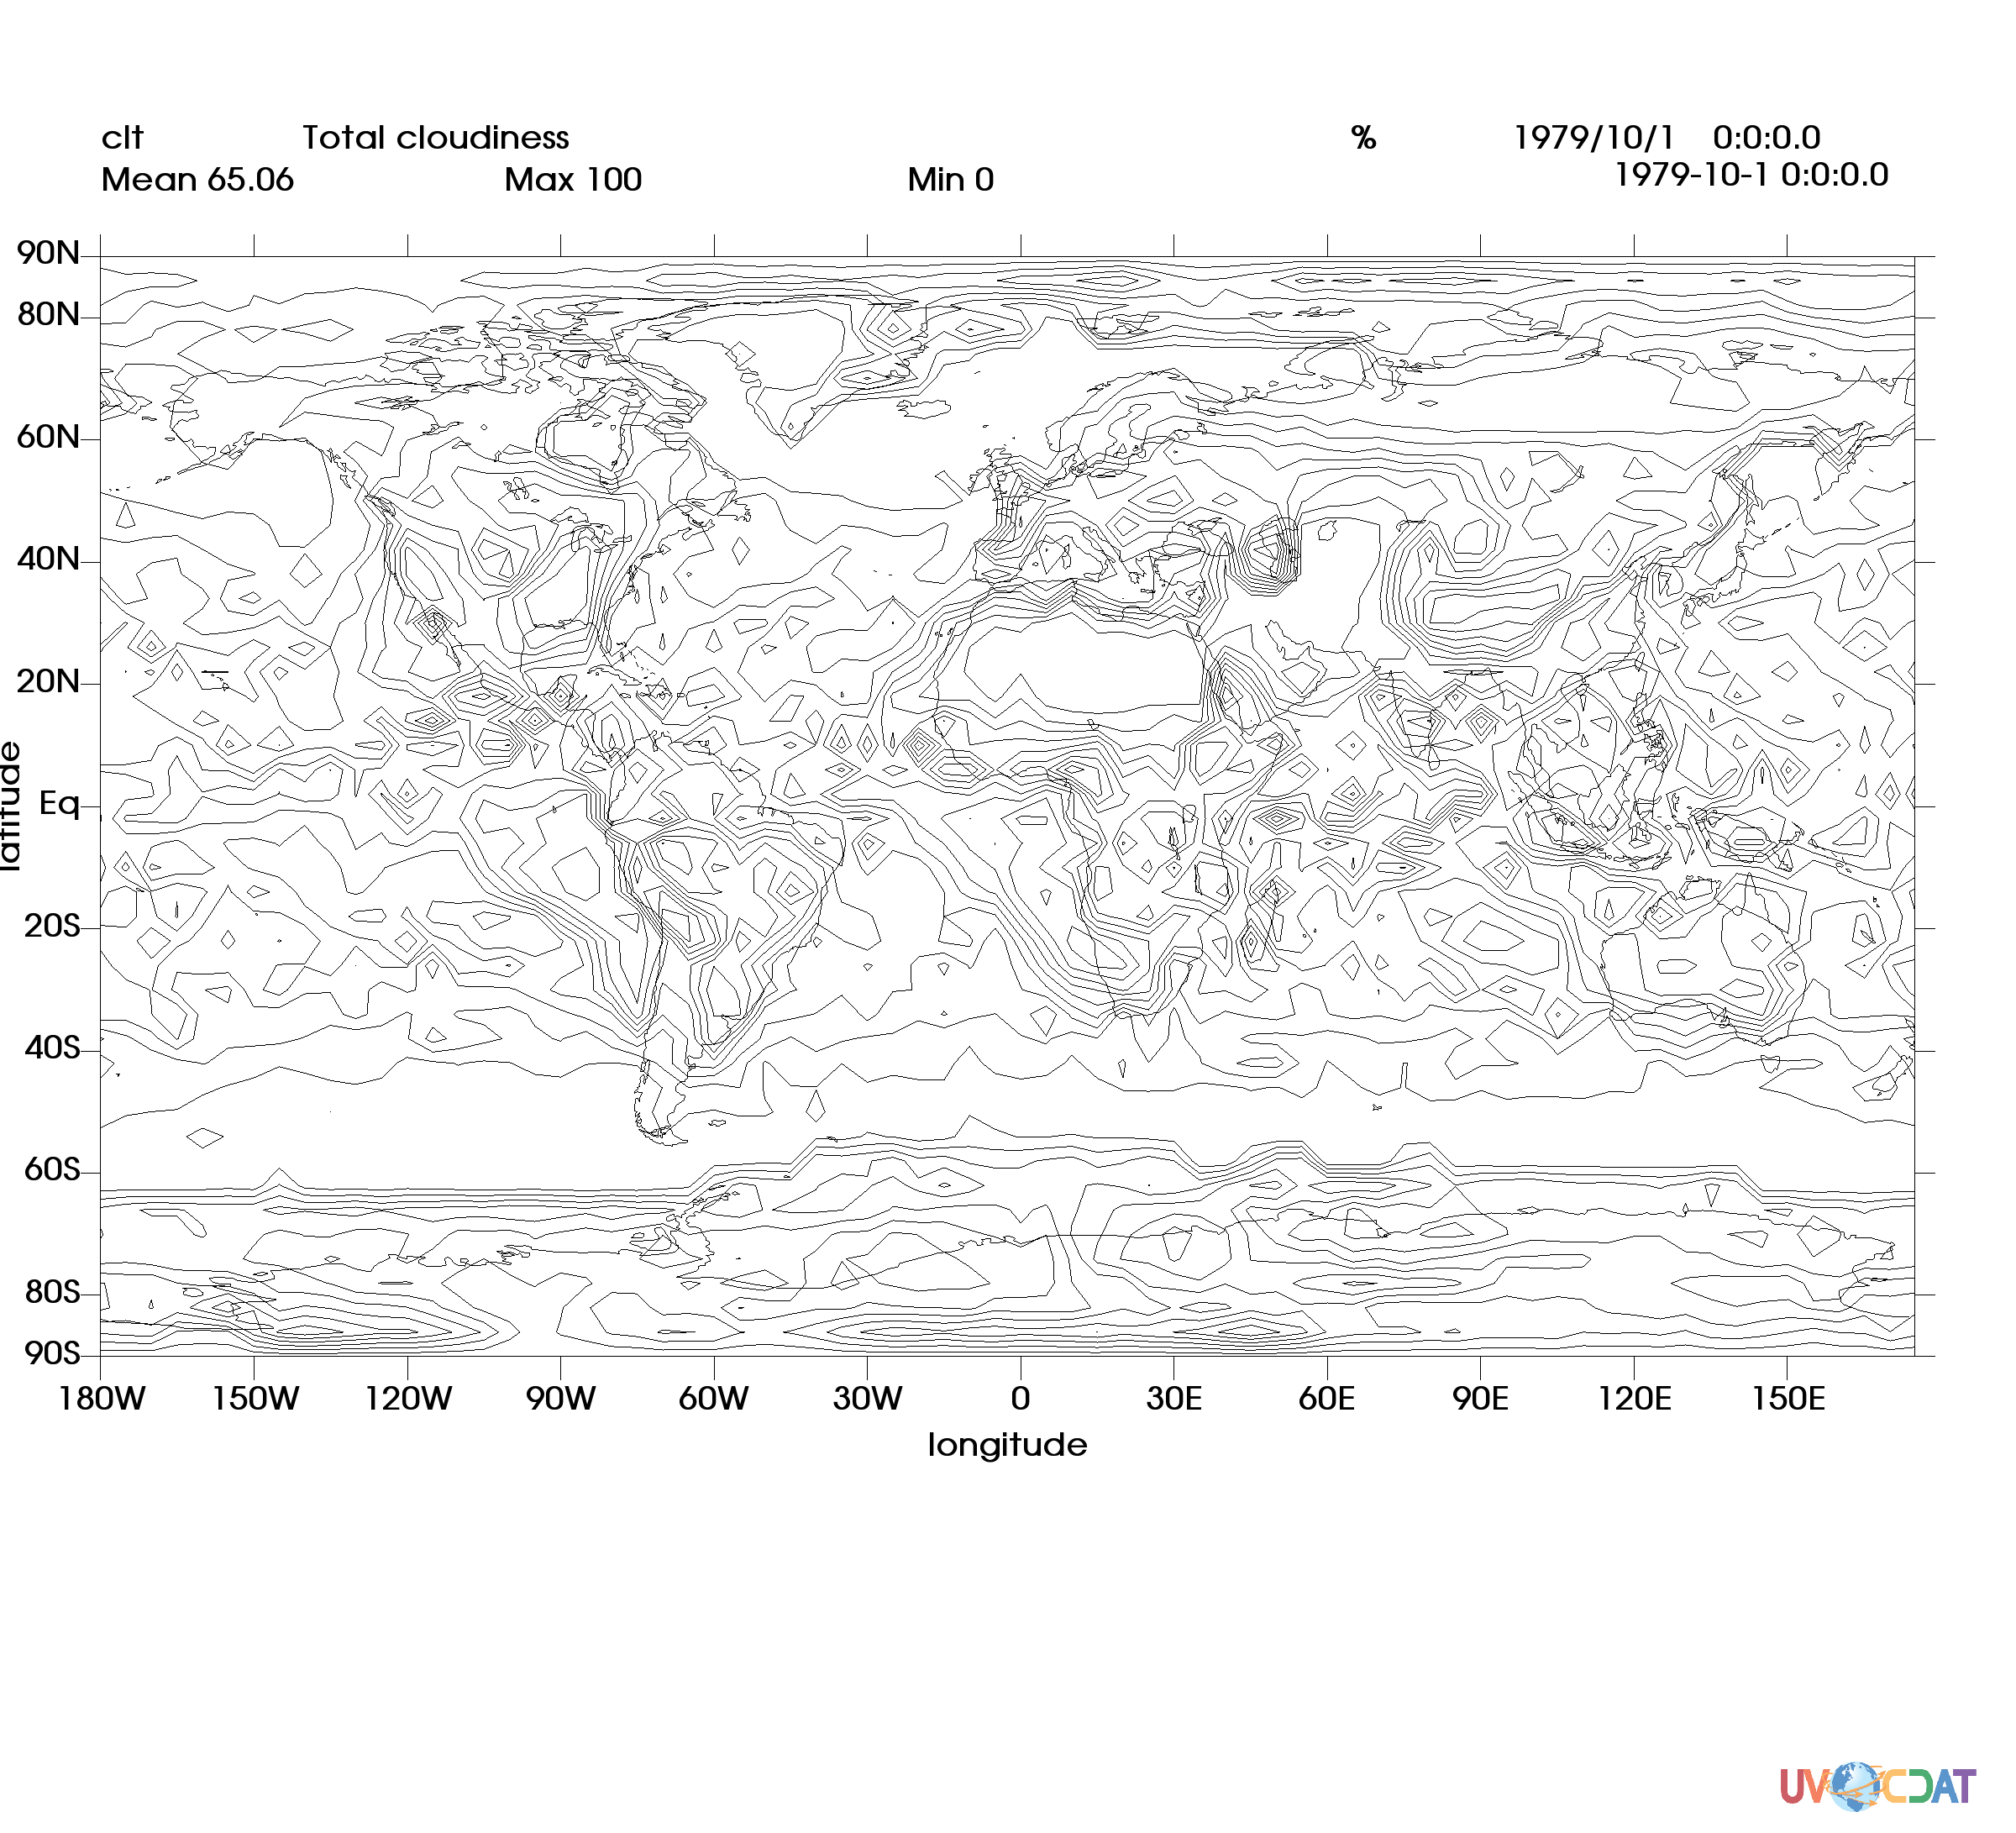 clt Total cloudiness % 1979/10/1 0:0:0.0
Mean 65.06 Max 100 Min 0 1979-10-1 0:0:0.0
90N
80N
60N
40N
20N
Eq
20S
40S
60S
80S
90S
latitude
180W 150W 120W 90W 60W 30W 0 30E 60E 90E 120E 150E
longitude
UV CDAT